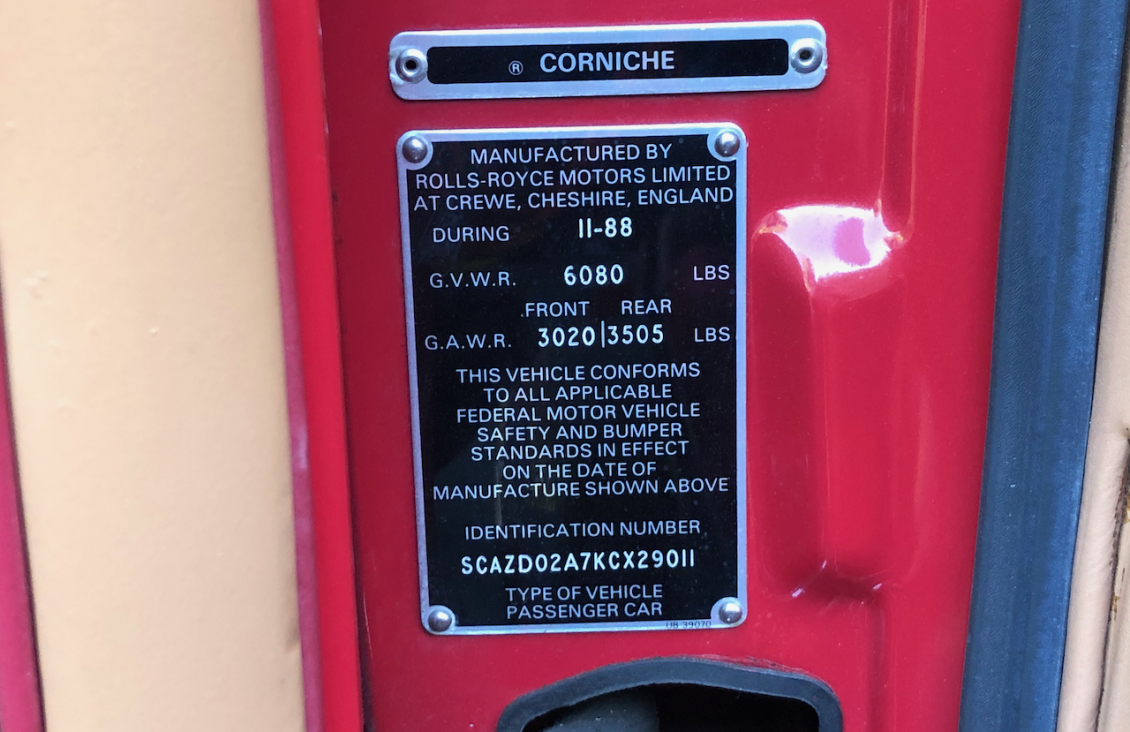 ® CORNICHE
MANUFACTURED BY
ROLLS-ROYCE MOTORS LIMITED
AT CREWE, CHESHIRE, ENGLAND
DURING 11-88
G.V.W.R. 6080 LBS
FRONT REAR
G.A.W.R. 3020|3505 LBS
THIS VEHICLE CONFORMS
TO ALL APPLICABLE
FEDERAL MOTOR VEHICLE
SAFETY AND BUMPER
STANDARDS IN EFFECT
ON THE DATE OF
MANUFACTURE SHOWN ABOVE
IDENTIFICATION NUMBER
SCAZD02A7KCX29011
TYPE OF VEHICLE
PASSENGER CAR
39070